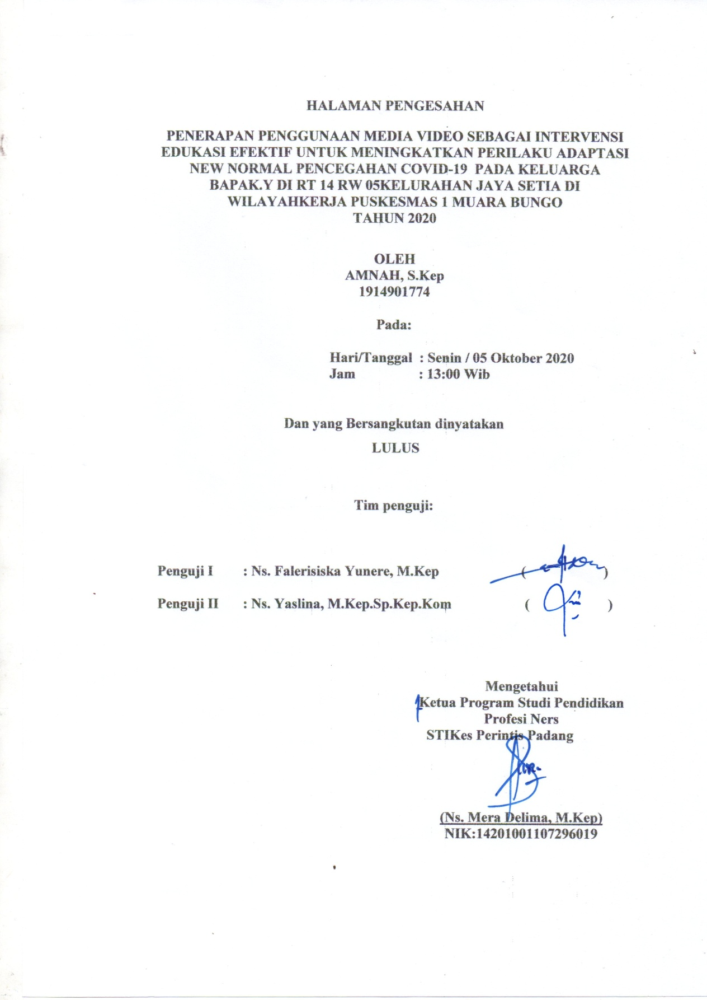 HALAMAN PENGESAHAN
PENERAPAN PENGGUNAAN MEDIA VIDEO SEBAGAI INTERVENSI
EDUKASI EFEKTIF UNTUK MENINGKATKAN PERILAKU ADAPTASI
NEW NORMAL PENCEGAHAN COVID-19  PADA KELUARGA
BAPAK.Y DI RT 14 RW 05KELURAHAN JAYA SETIA DI
WILAYAHKERJA PUSKESMAS 1 MUARA BUNGO
TAHUN 2020
OLEH
AMNAH, S.Kep
1914901774
Pada:
Hari/Tanggal : Senin / 05 Oktober 2020
Jam : 13:00 Wib
Dan yang Bersangkutan dinyatakan
LULUS
Tim penguji:
Penguji I : Ns. Falerisiska Yunere, M.Kep ( )
Penguji II : Ns. Yaslina, M.Kep.Sp.Kep.Kom ( )
Mengetahui
Ketua Program Studi Pendidikan
Profesi Ners
STIKes Perintis Padang
(Ns. Mera Delima, M.Kep)
NIK:14201001107296019